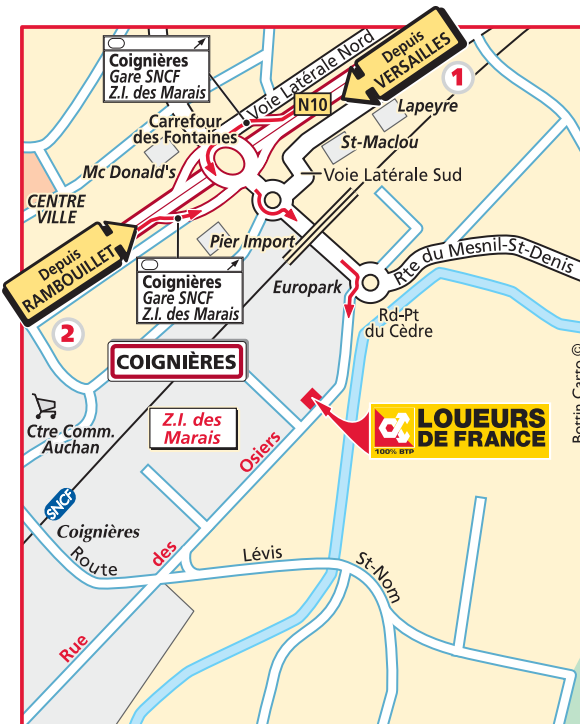 Coignières
Gare SNCF
Z.I. des Marais
Voie Latérale Nord
N10
Depuis
VERSAILLES
1
Lapeyre
St-Maclou
Carrefour
des Fontaines
Mc Donald's
Voie Latérale Sud
CENTRE
VILLE
Depuis
RAMBOUILLET
2
Pier Import
Coignières
Gare SNCF
Z.I. des Marais
Europark
Rte du Mesnil-St-Denis
Rd-Pt
du Cèdre
COIGNIÈRES
Ctre Comm.
Auchan
Z.I. des
Marais
LOUEURS
DE FRANCE
100% BTP
Bottin Carto ©
SNCF
Coignières
Route
Lévis
St-Nom
Rue
des
Osiers